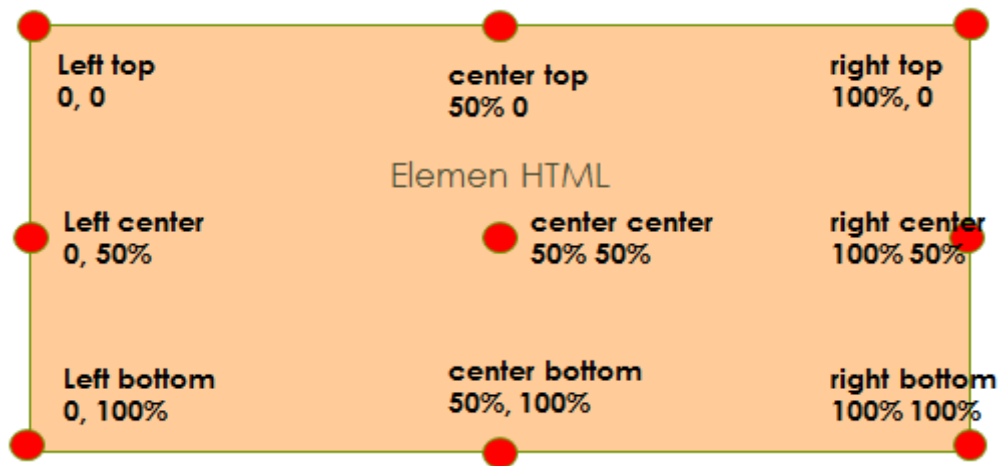 Left top
0, 0
center top
50% 0
right top
100%, 0
Elemen HTML
Left center
0, 50%
center center
50% 50%
right center
100% 50%
Left bottom
0, 100%
center bottom
50%, 100%
right bottom
100% 100%